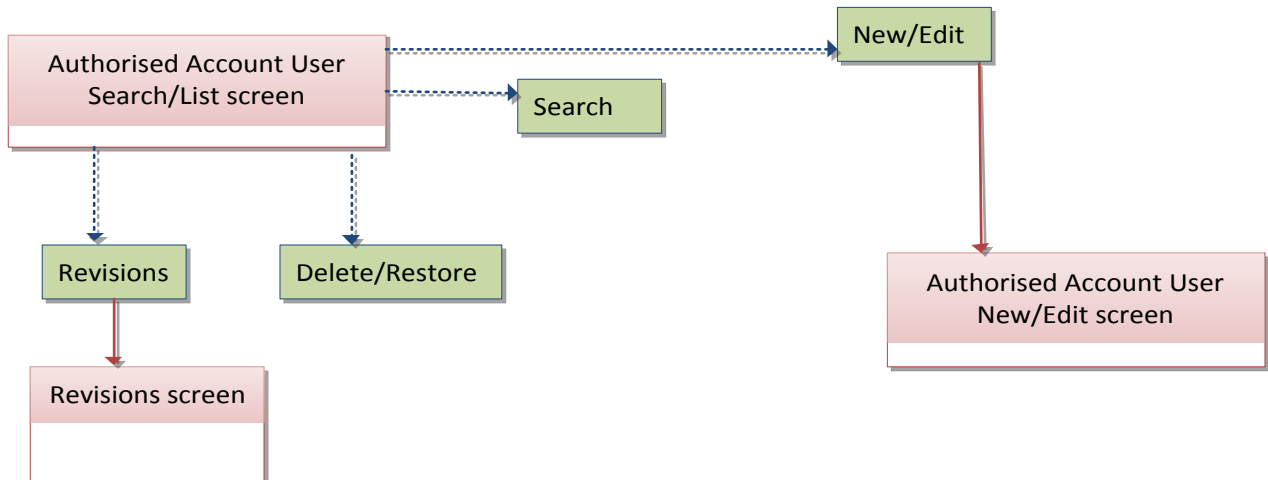 New/Edit
Authorised Account User
Search/List screen
Search
Revisions
Delete/Restore
Authorised Account User
New/Edit screen
Revisions screen